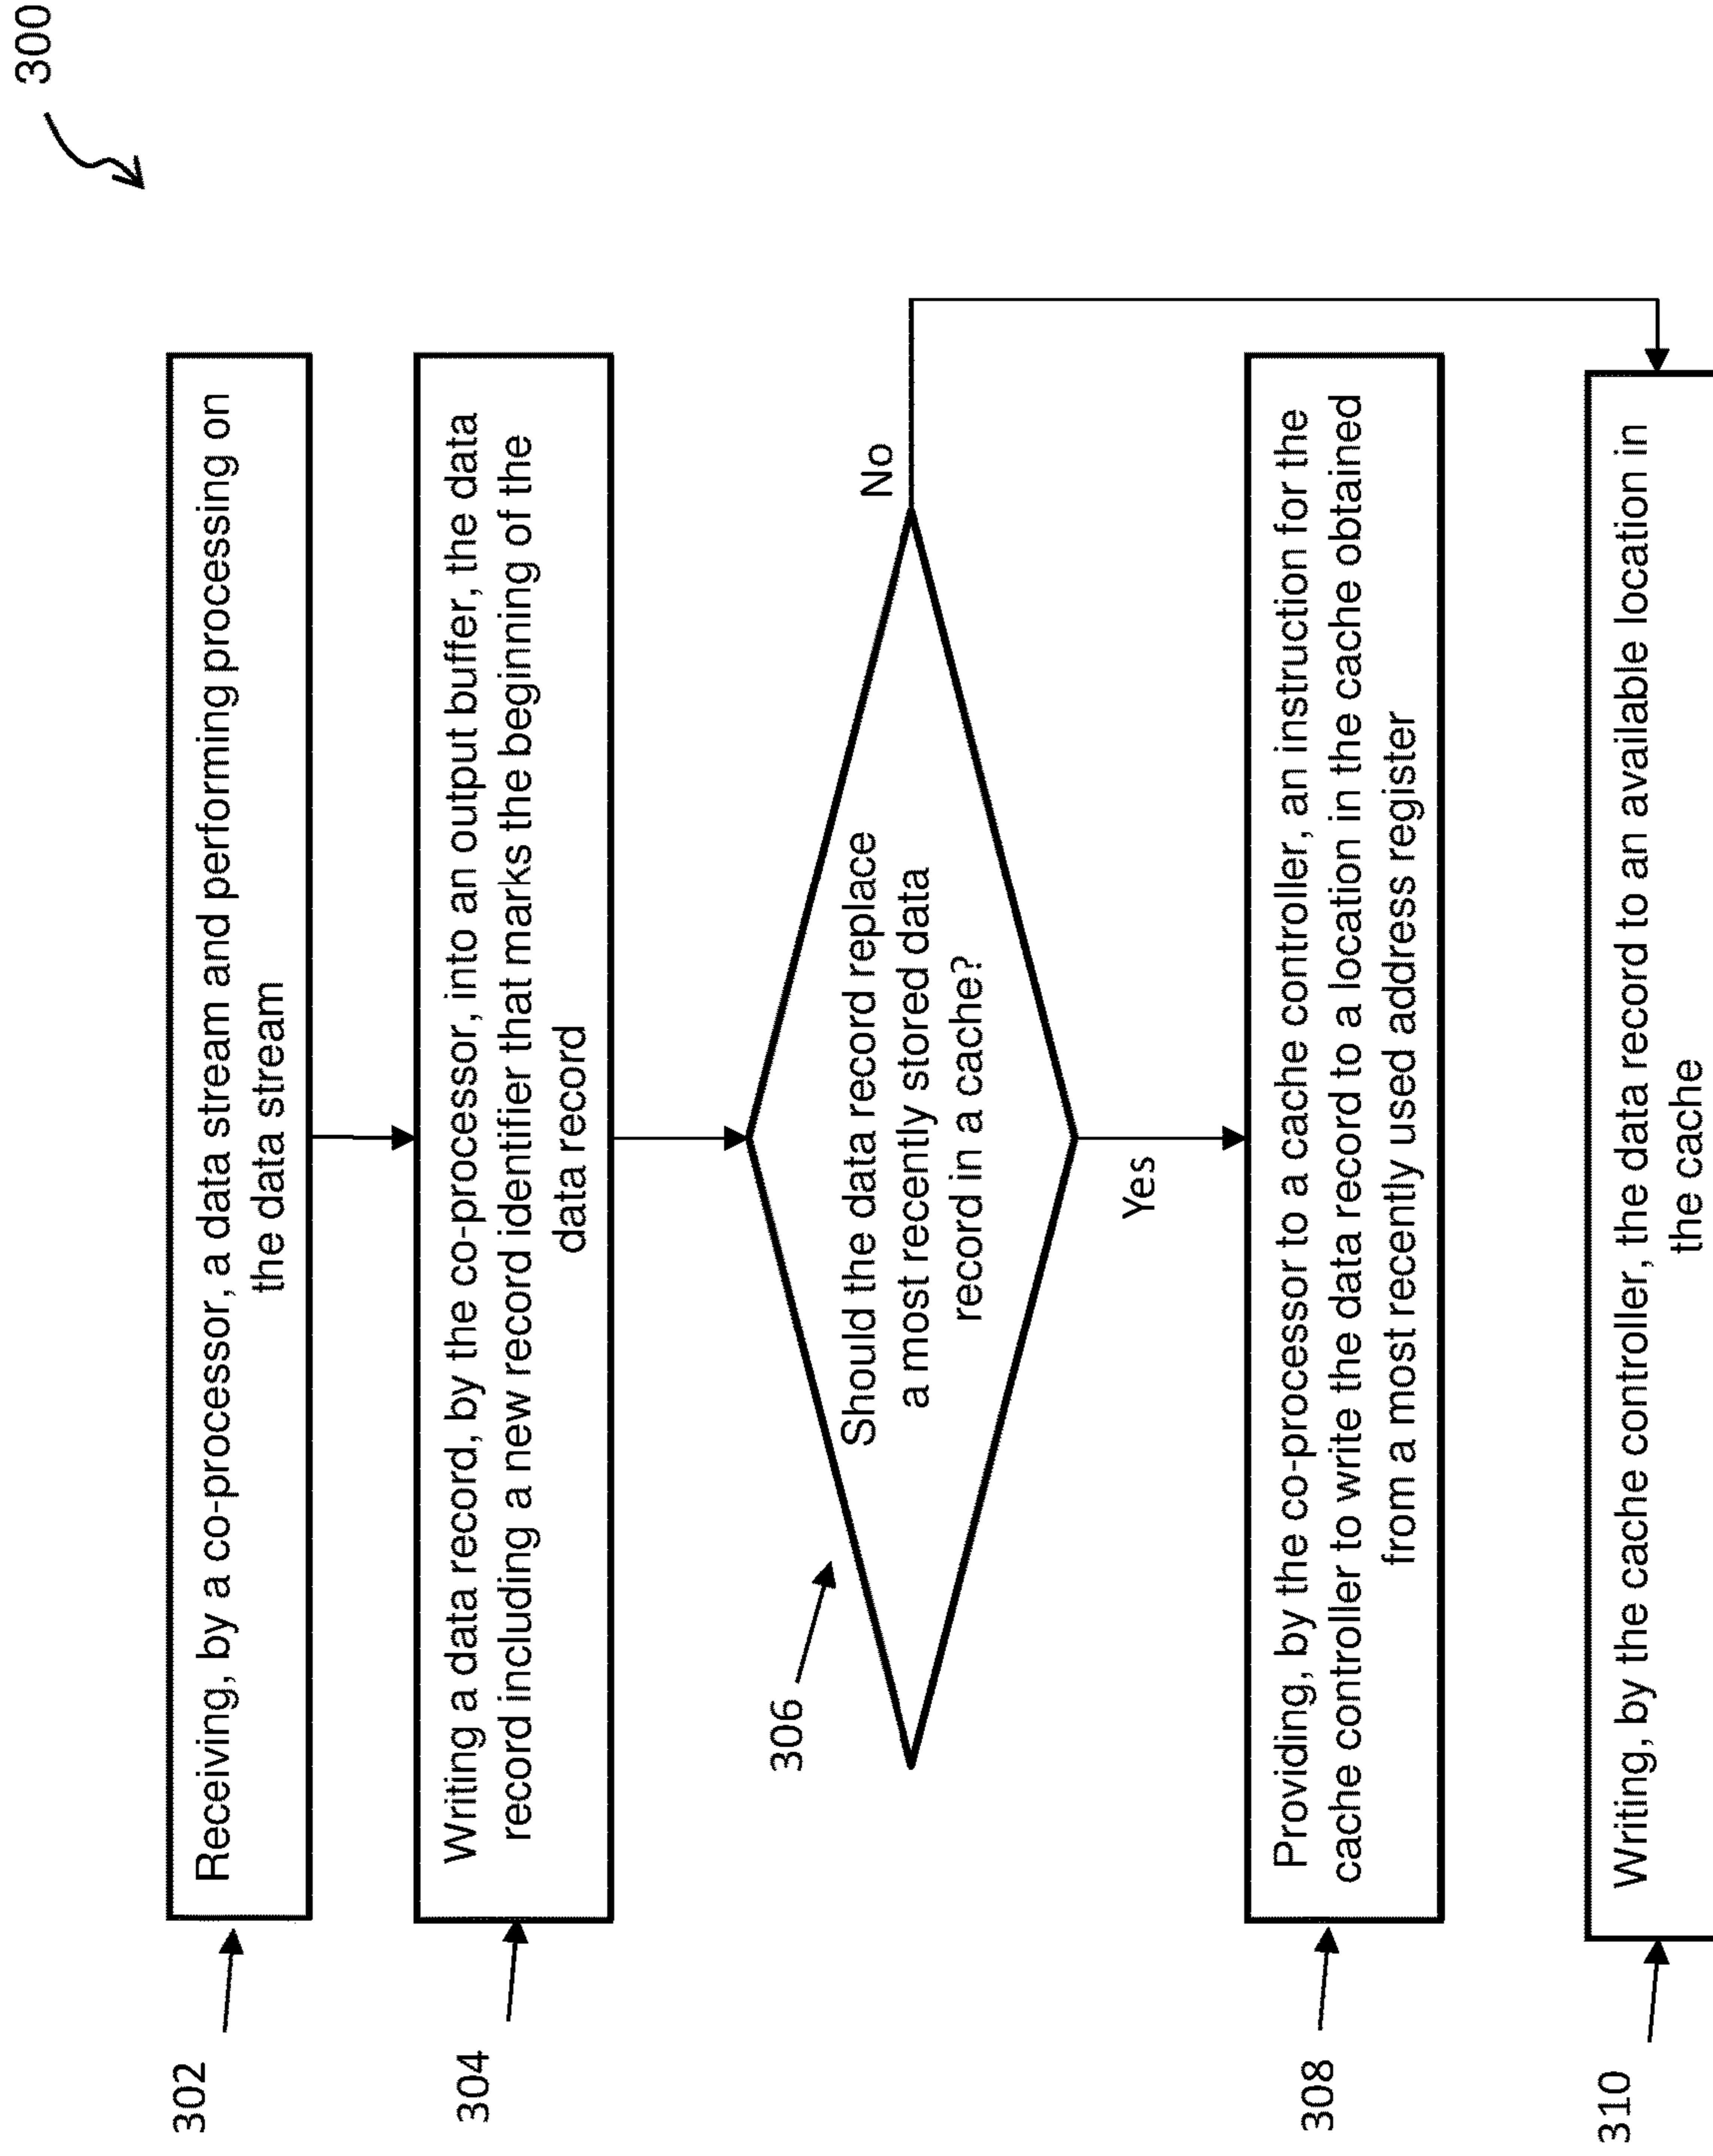 300
302
Receiving, by a co-processor, a data stream and performing processing on
the data stream
304
Writing a data record, by the co-processor, into an output buffer, the data
record including a new record identifier that marks the beginning of the
data record
306
Should the data record replace
a most recently stored data
record in a cache?
No
Yes
308
Providing, by the co-processor to a cache controller, an instruction for the
cache controller to write the data record to a location in the cache obtained
from a most recently used address register
310
Writing, by the cache controller, the data record to an available location in
the cache